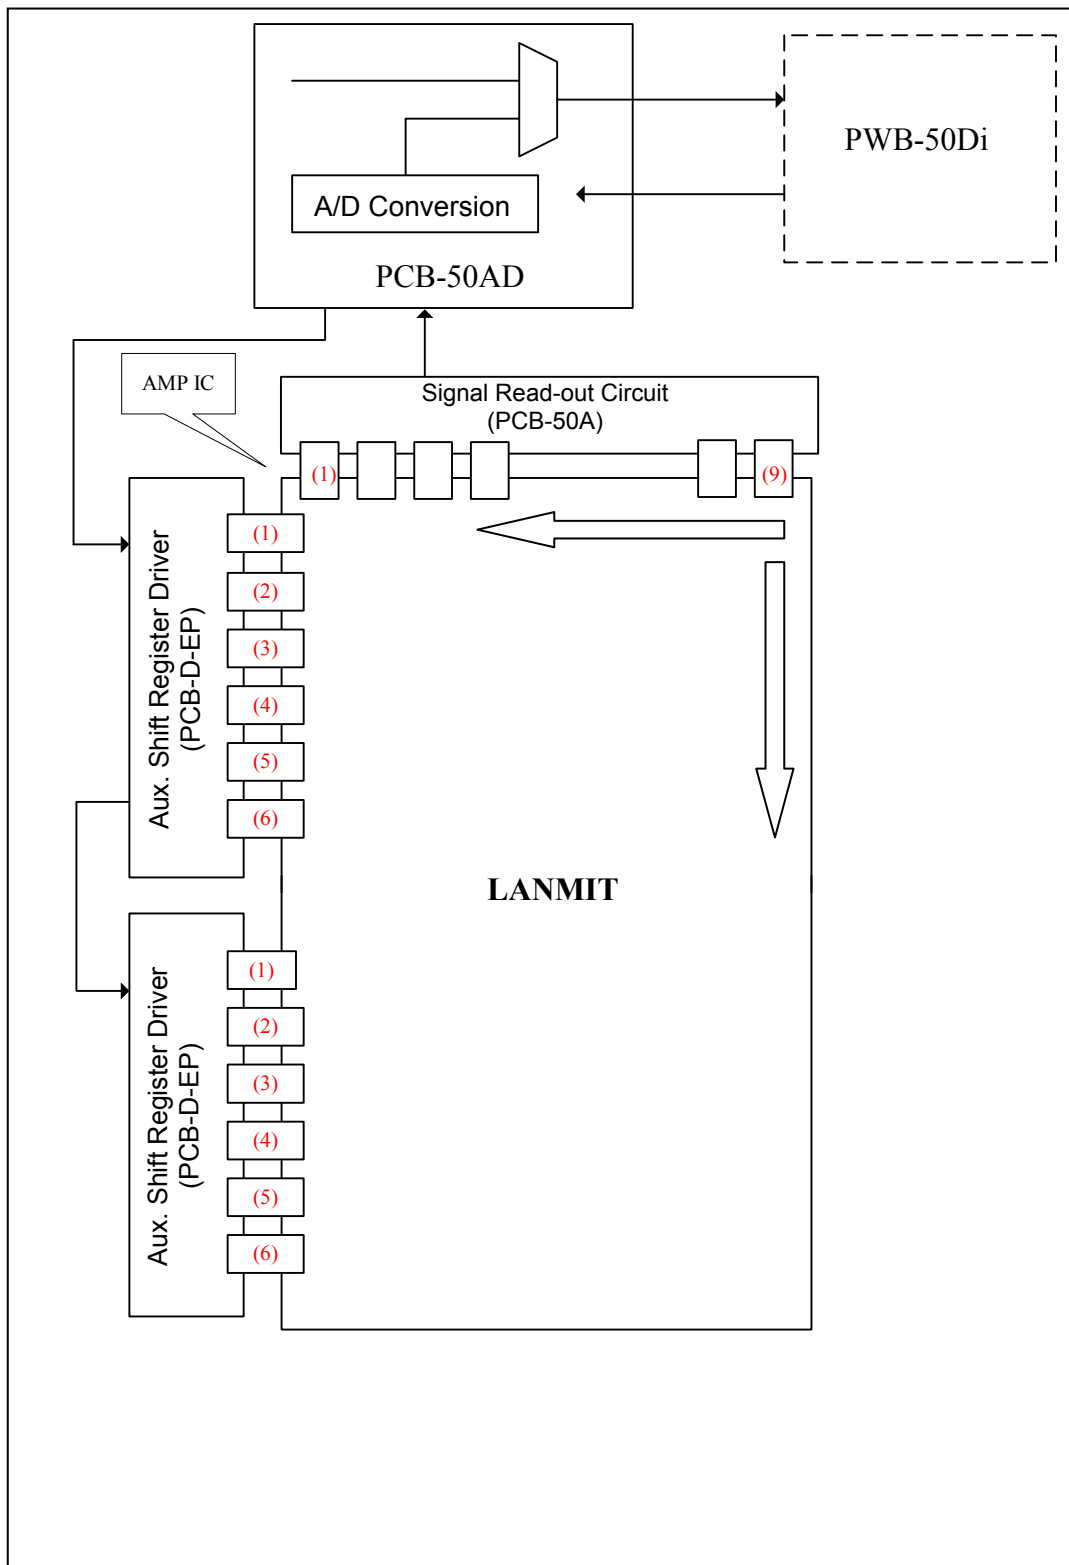 PWB-50Di
A/D Conversion
PCB-50AD
AMP IC
Signal Read-out Circuit
(PCB-50A)
(1)
(9)
Aux. Shift Register Driver
(PCB-D-EP)
(1)
(2)
(3)
(4)
(5)
(6)
LANMIT
Aux. Shift Register Driver
(PCB-D-EP)
(1)
(2)
(3)
(4)
(5)
(6)